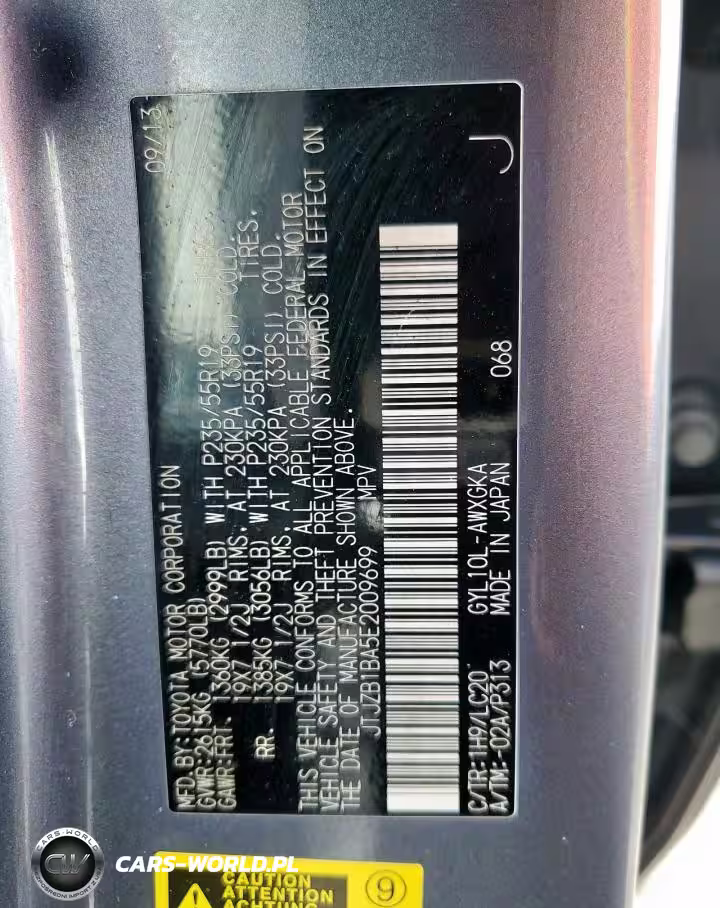 MFD.BY:TOYOTA MOTOR CORPORATION 09/13
GVWR:2615KG (5770LB)
GAWR:FRT. 1360KG (2999LB) WITH P235/55R19 TIRES.
19X7 1/2J RIMS. AT 230KPA (33PSI) COLD.
RR. 1385KG (3056LB) WITH P235/55R19 TIRES.
19X7 1/2J RIMS. AT 230KPA (33PSI) COLD.
THIS VEHICLE CONFORMS TO ALL APPLICABLE FEDERAL MOTOR
VEHICLE SAFETY AND THEFT PREVENTION STANDARDS IN EFFECT ON
THE DATE OF MANUFACTURE SHOWN ABOVE.
JTJZB1BA5E2009699 MPV
C/TR:1H9/LC20 GYL10L-AWXGKA 068
A/TM:-02A/P313 MADE IN JAPAN J
CAUTION
ATTENTION
ACHTUNG
9
CARS-WORLD
CW
CARS-WORLD.PL